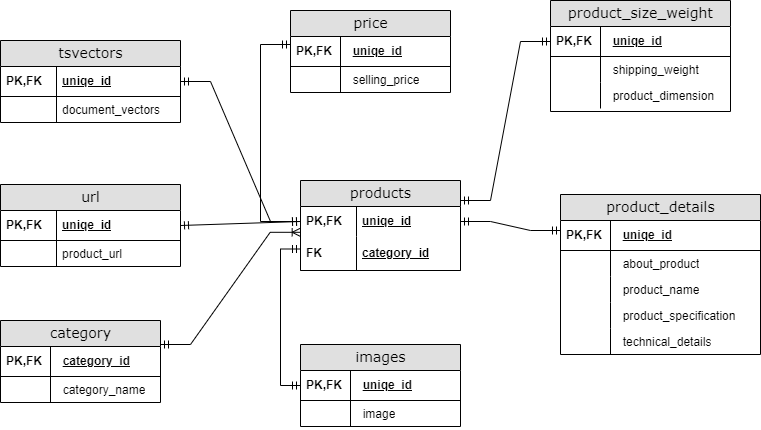 tsvectors
PK,FK uniqe_id
document_vectors
price
PK,FK uniqe_id
selling_price
product_size_weight
PK,FK uniqe_id
shipping_weight
product_dimension
url
PK,FK uniqe_id
product_url
products
PK,FK uniqe_id
FK category_id
product_details
PK,FK uniqe_id
about_product
product_name
product_specification
technical_details
category
PK,FK category_id
category_name
images
PK,FK uniqe_id
image